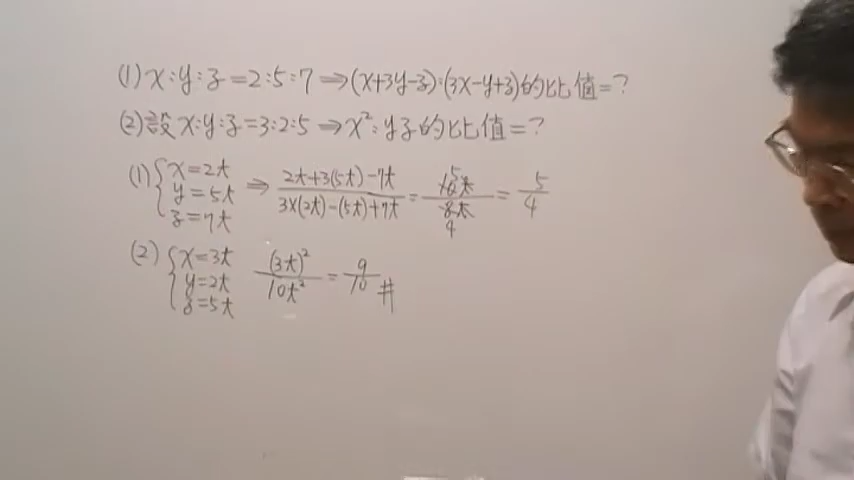 (1) x:y:z=2:5:7⇒(x+3y-z):(3x-y+z)的比值=?
(2)設x:y:z=3:2:5⇒x²:yz的比值=?
(1) { x=2t y=5t z=7t ⇒ (2t+3(5t)-7t)/(3×(2t)-(5t)+7t) = 10t/8t = 5/4
(2) { x=3t y=2t z=5t (3t)²/10t² = 9/10 #